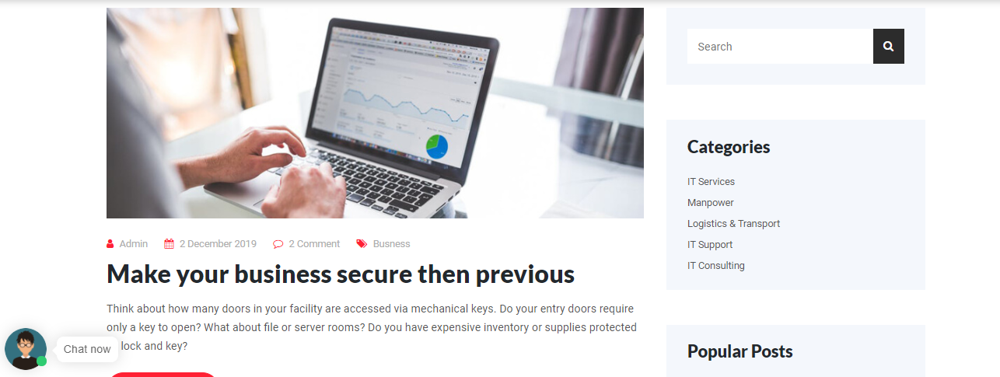 Search
Categories
IT Services
Manpower
Logistics & Transport
IT Support
IT Consulting
Admin 2 December 2019 2 Comment Busness
Make your business secure then previous
Think about how many doors in your facility are accessed via mechanical keys. Do your entry doors require
only a key to open? What about file or server rooms? Do you have expensive inventory or supplies protected
lock and key?
Chat now
Popular Posts